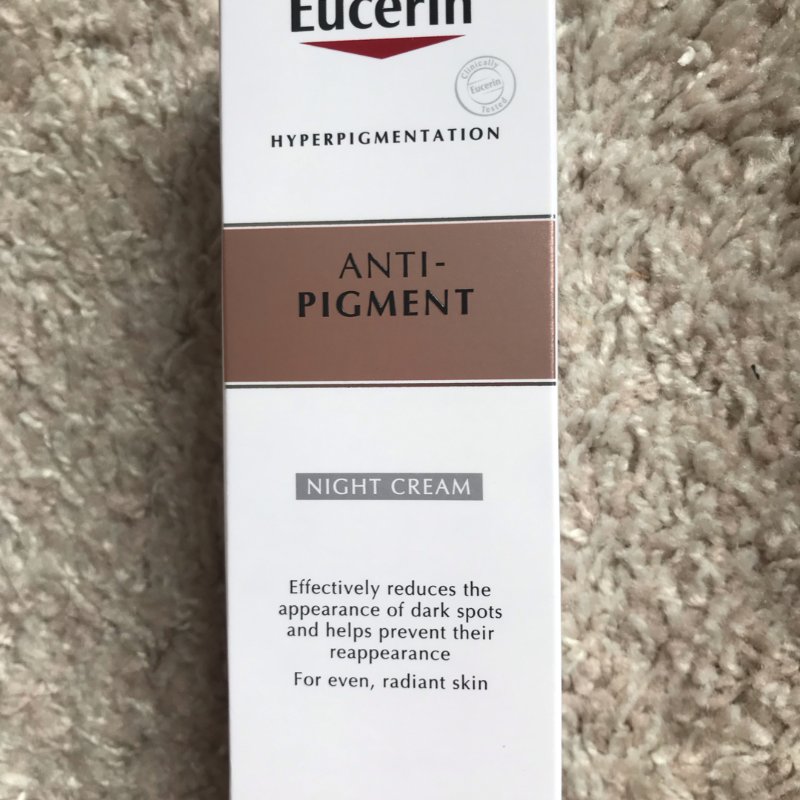 Eucerin
Clinically
Eucerin
Tested
HYPERPIGMENTATION
ANTI-
PIGMENT
NIGHT CREAM
Effectively reduces the
appearance of dark spots
and helps prevent their
reappearance
For even, radiant skin